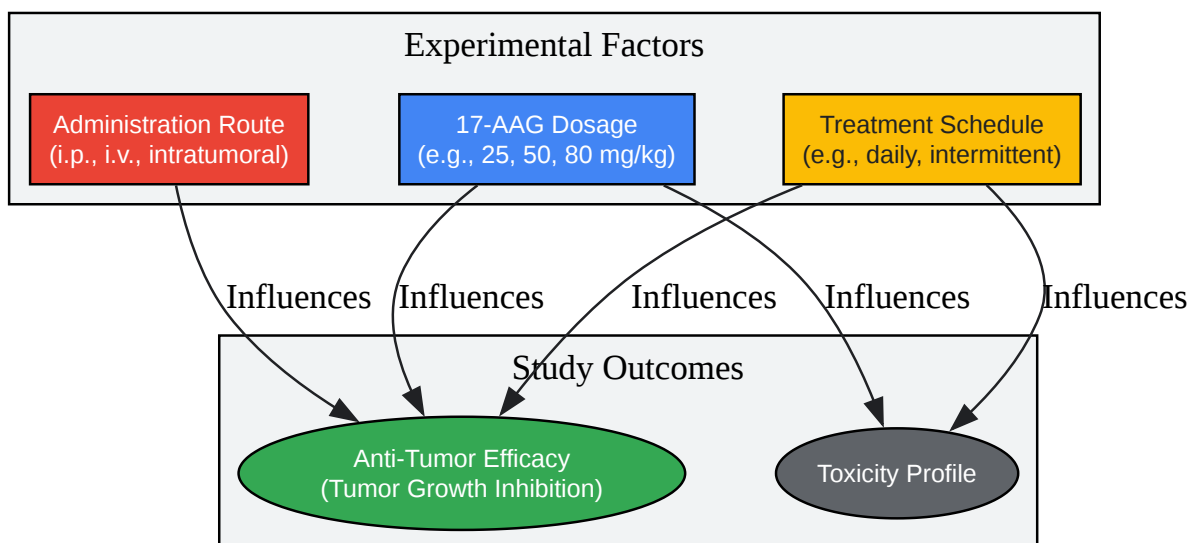 Experimental Factors
Administration Route
(i.p., i.v., intratumoral)
17-AAG Dosage
(e.g., 25, 50, 80 mg/kg)
Treatment Schedule
(e.g., daily, intermittent)
Influences
Influences
Influences
Influences
Influences
Study Outcomes
Anti-Tumor Efficacy
(Tumor Growth Inhibition)
Toxicity Profile